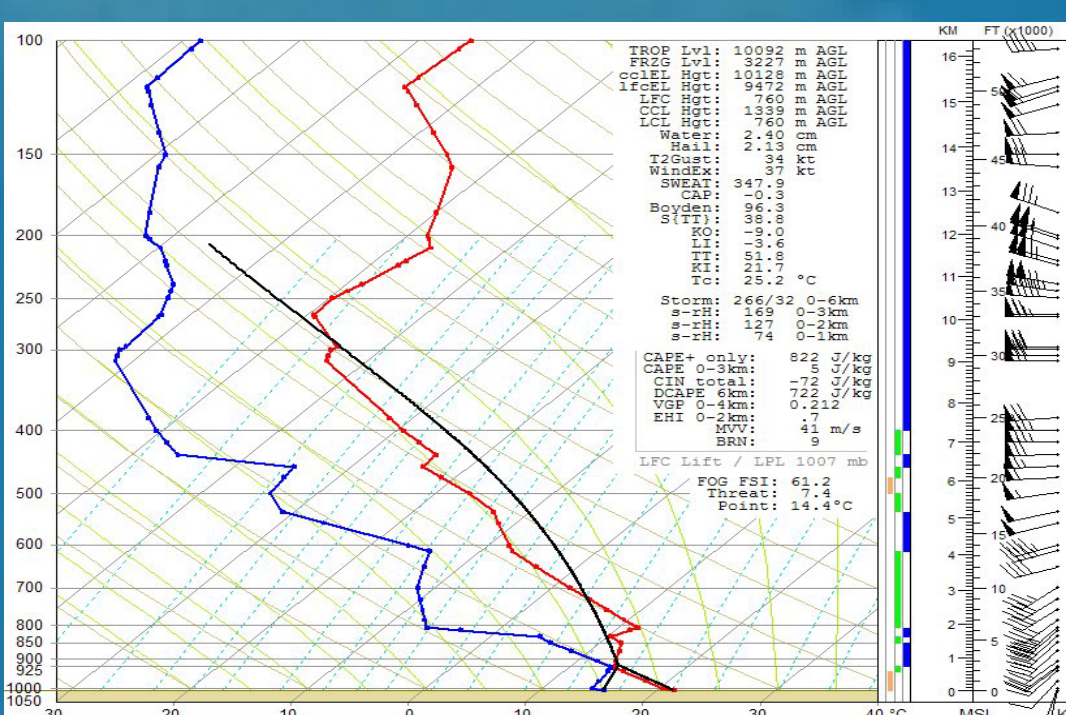 KM FT (x1000)
TROP Lvl: 10092 m AGL
FRZG Lvl: 3227 m AGL
cclEL Hgt: 10128 m AGL
lfcEL Hgt: 9472 m AGL
LFC Hgt: 760 m AGL
CCL Hgt: 1339 m AGL
LCL Hgt: 760 m AGL
Water: 2.40 cm
Hail: 2.13 cm
T2Gust: 34 kt
WindEx: 37 kt
SWEAT: 347.9
CAP: -0.3
Boyden: 96.3
S{TT}: 38.8
KO: -9.0
LI: -3.6
TT: 51.8
KI: 21.7
Tc: 25.2 °C
Storm: 266/32 0-6km
s-rH: 169 0-3km
s-rH: 127 0-2km
s-rH: 74 0-1km
CAPE+ only: 822 J/kg
CAPE 0-3km: 5 J/kg
CIN total: -72 J/kg
DCAPE 6km: 722 J/kg
VGP 0-4km: 0.212
EHI 0-2km: .7
MVV: 41 m/s
BRN: 9
LFC Lift / LPL 1007 mb
FOG FSI: 61.2
Threat: 7.4
Point: 14.4°C
100
150
200
250
300
400
500
600
700
800
850
900
925
1000
1050
16
15
14
13
12
11
10
9
8
7
6
5
4
3
2
1
0
50
45
40
35
30
25
20
15
10
5
0
30 20 10 0 10 20 30 40 °C MSL